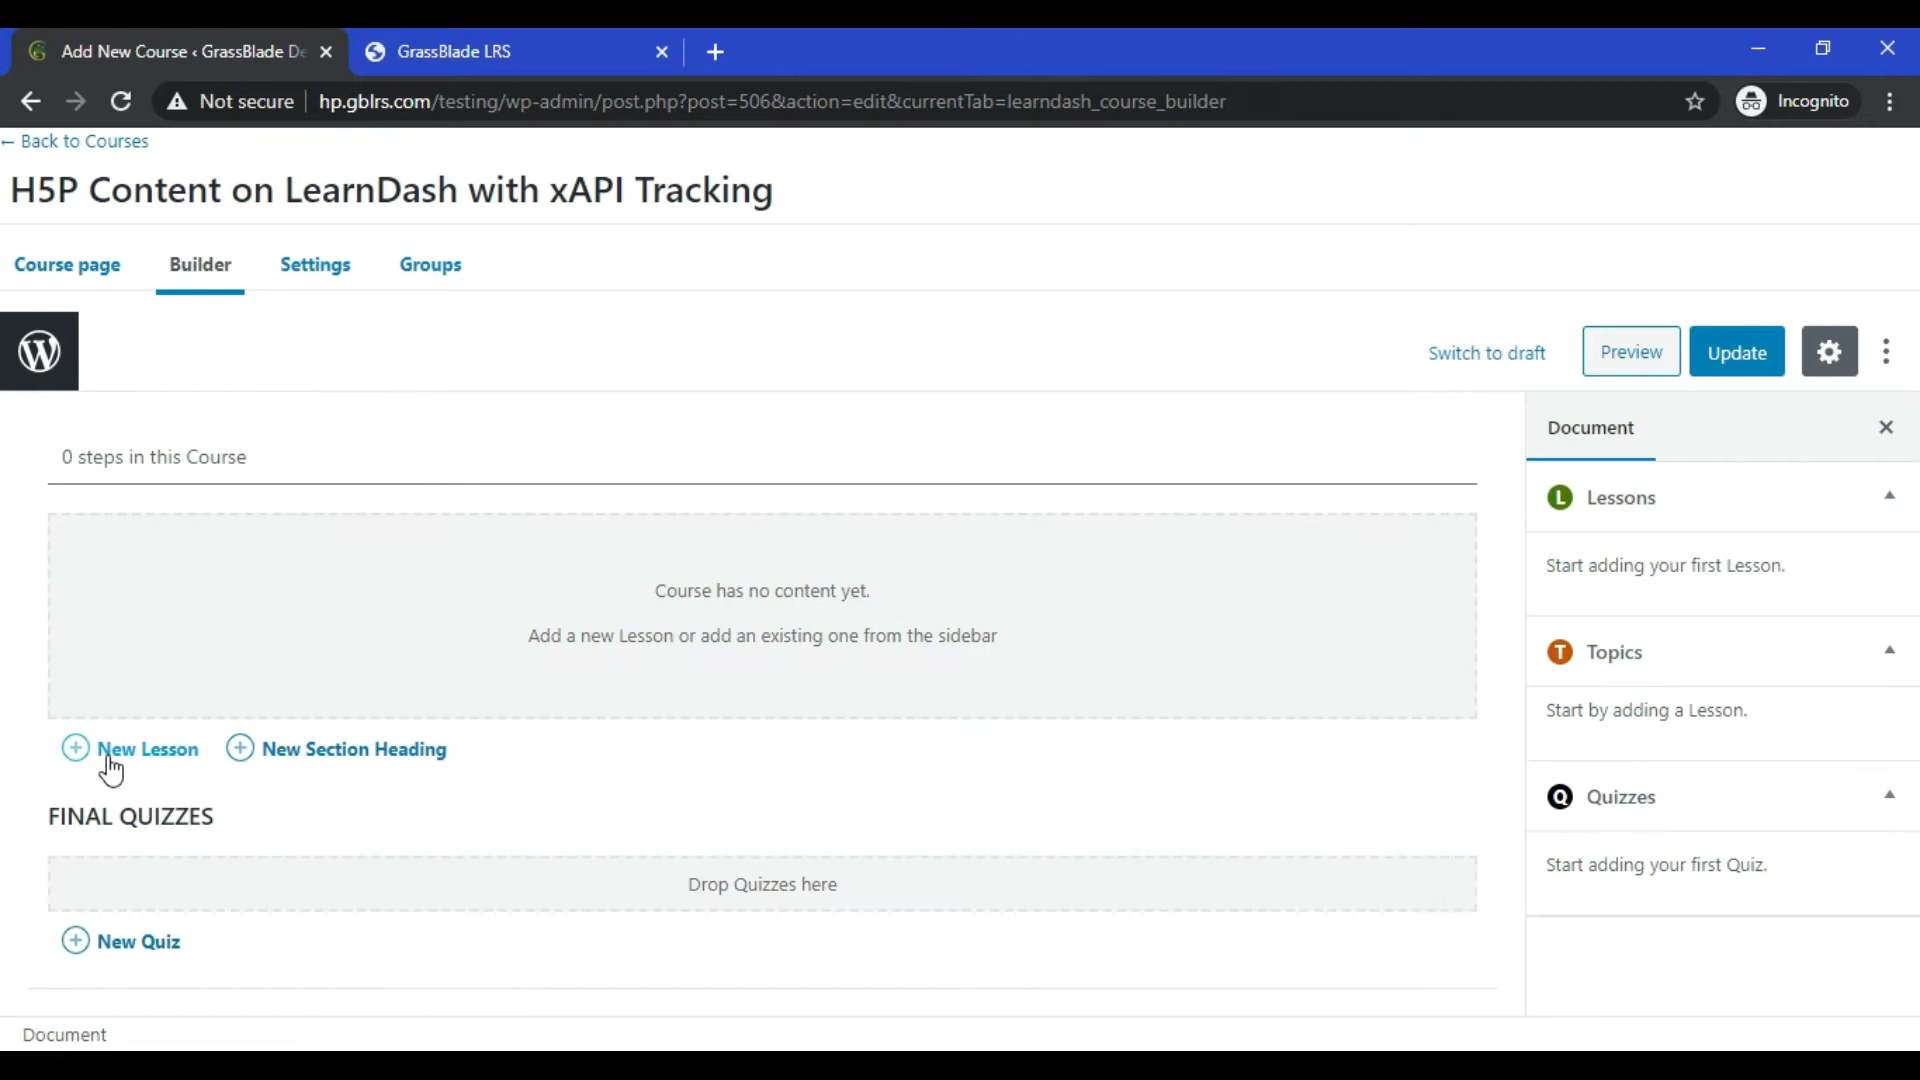 Add New Course ‹ GrassBlade De
GrassBlade LRS
Not secure
hp.gblrs.com/testing/wp-admin/post.php?post=506&action=edit&currentTab=learndash_course_builder
Incognito
← Back to Courses
H5P Content on LearnDash with xAPI Tracking
Course page
Builder
Settings
Groups
Switch to draft
Preview
Update
0 steps in this Course
Course has no content yet.
Add a new Lesson or add an existing one from the sidebar
New Lesson
New Section Heading
FINAL QUIZZES
Drop Quizzes here
New Quiz
Document
L Lessons
Start adding your first Lesson.
T Topics
Start by adding a Lesson.
Q Quizzes
Start adding your first Quiz.
Document